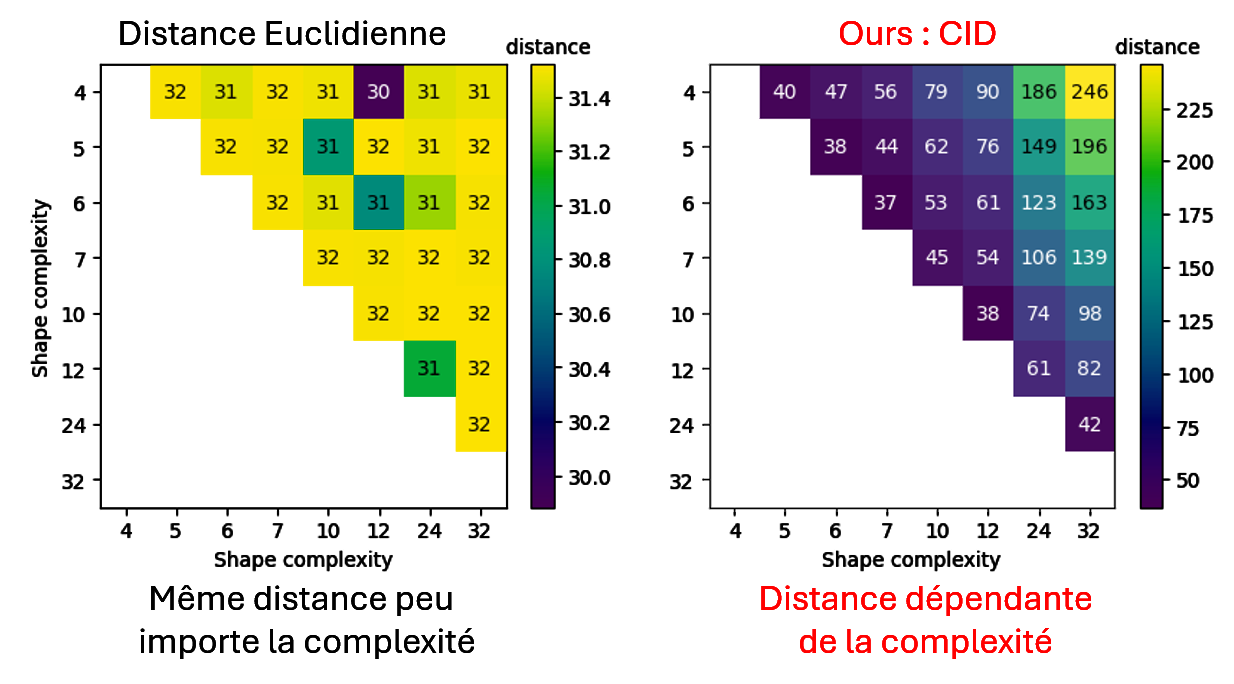 Distance Euclidienne
distance
4 32 31 32 31 30 31 31 31.4
5 32 32 31 32 31 32 31.2
6 32 31 31 31 32 31.0
7 32 32 32 32 30.8
10 32 32 32 30.6
12 31 32 30.4
24 32 30.2
32 30.0
Shape complexity
4 5 6 7 10 12 24 32
Shape complexity
Même distance peu
importe la complexité
Ours : CID
distance
4 40 47 56 79 90 186 246 225
5 38 44 62 76 149 196 200
6 37 53 61 123 163 175
7 45 54 106 139 150
10 38 74 98 125
12 61 82 100
24 42 75
32 50
4 5 6 7 10 12 24 32
Shape complexity
Distance dépendante
de la complexité